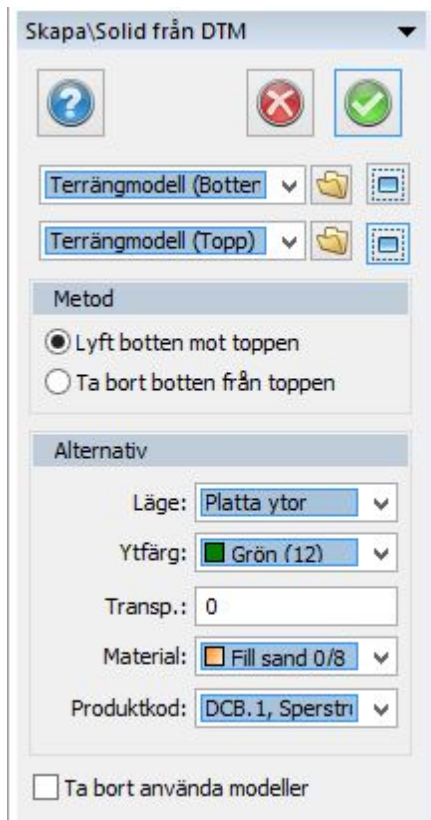 Skapa\Solid från DTM
Terrängmodell (Botten
Terrängmodell (Topp)
Metod
Lyft botten mot toppen
Ta bort botten från toppen
Alternativ
Läge: Platta ytor
Ytfärg: Grön (12)
Transp.: 0
Material: Fill sand 0/8
Produktkod: DCB.1, Sperstru
Ta bort använda modeller